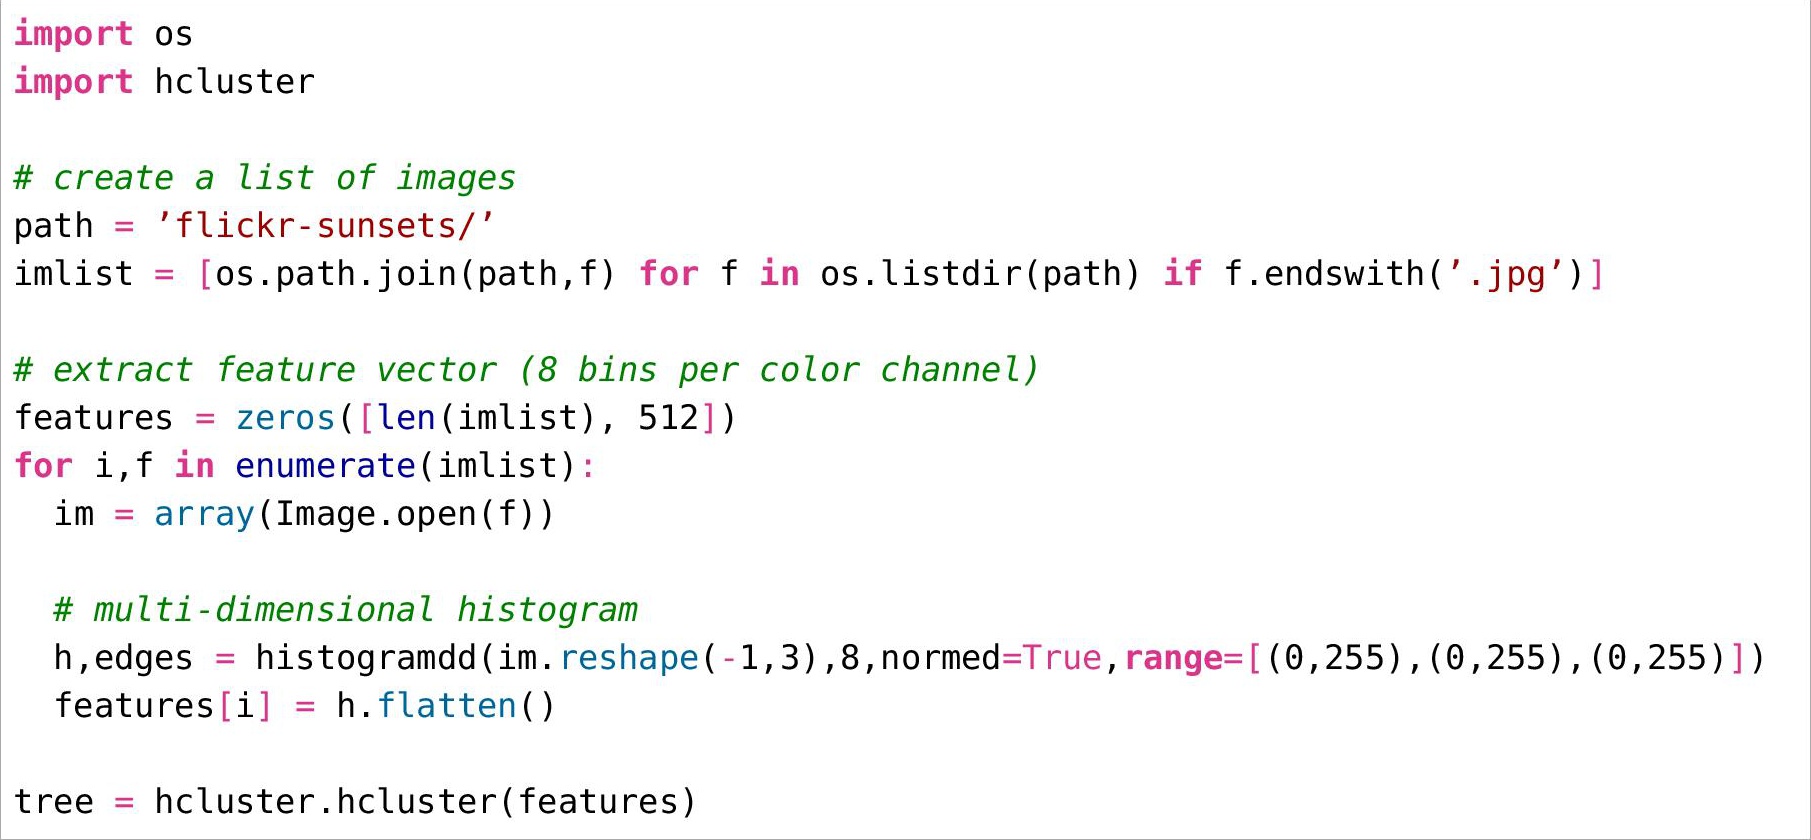 import os
import hcluster

# create a list of images
path = ’flickr-sunsets/’
imlist = [os.path.join(path,f) for f in os.listdir(path) if f.endswith(’.jpg’)]

# extract feature vector (8 bins per color channel)
features = zeros([len(imlist), 512])
for i,f in enumerate(imlist):
  im = array(Image.open(f))

  # multi-dimensional histogram
  h,edges = histogramdd(im.reshape(-1,3),8,normed=True,range=[(0,255),(0,255),(0,255)])
  features[i] = h.flatten()

tree = hcluster.hcluster(features)